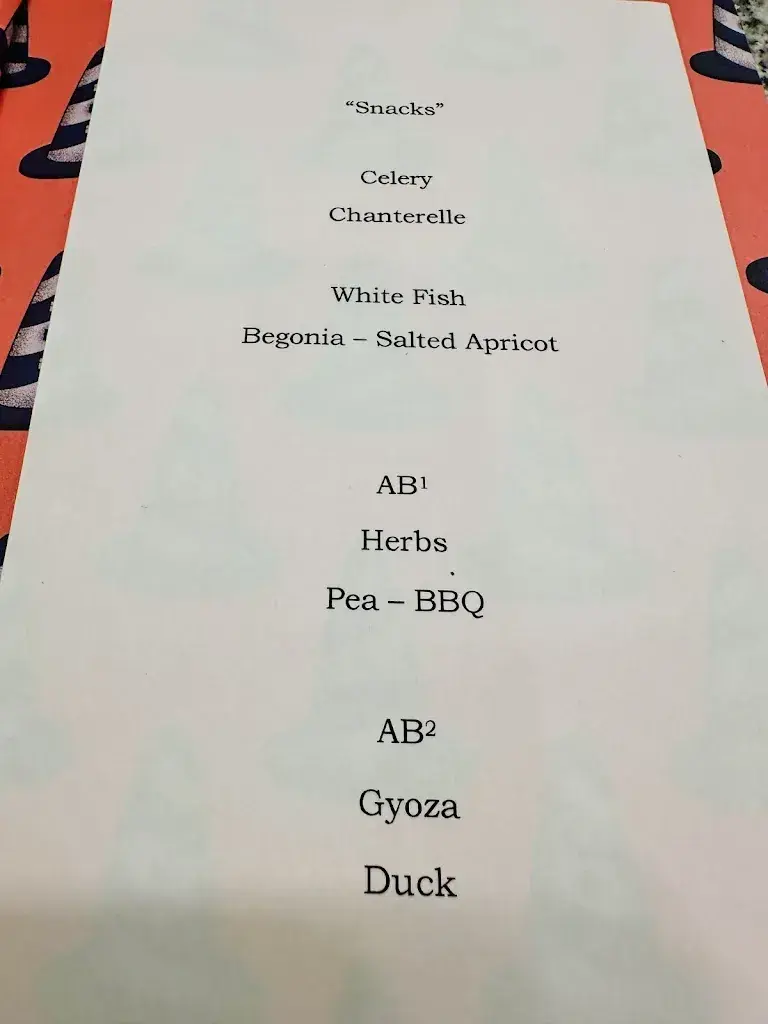 “Snacks”
Celery
Chanterelle
White Fish
Begonia – Salted Apricot
AB¹
Herbs
Pea – BBQ
AB²
Gyoza
Duck